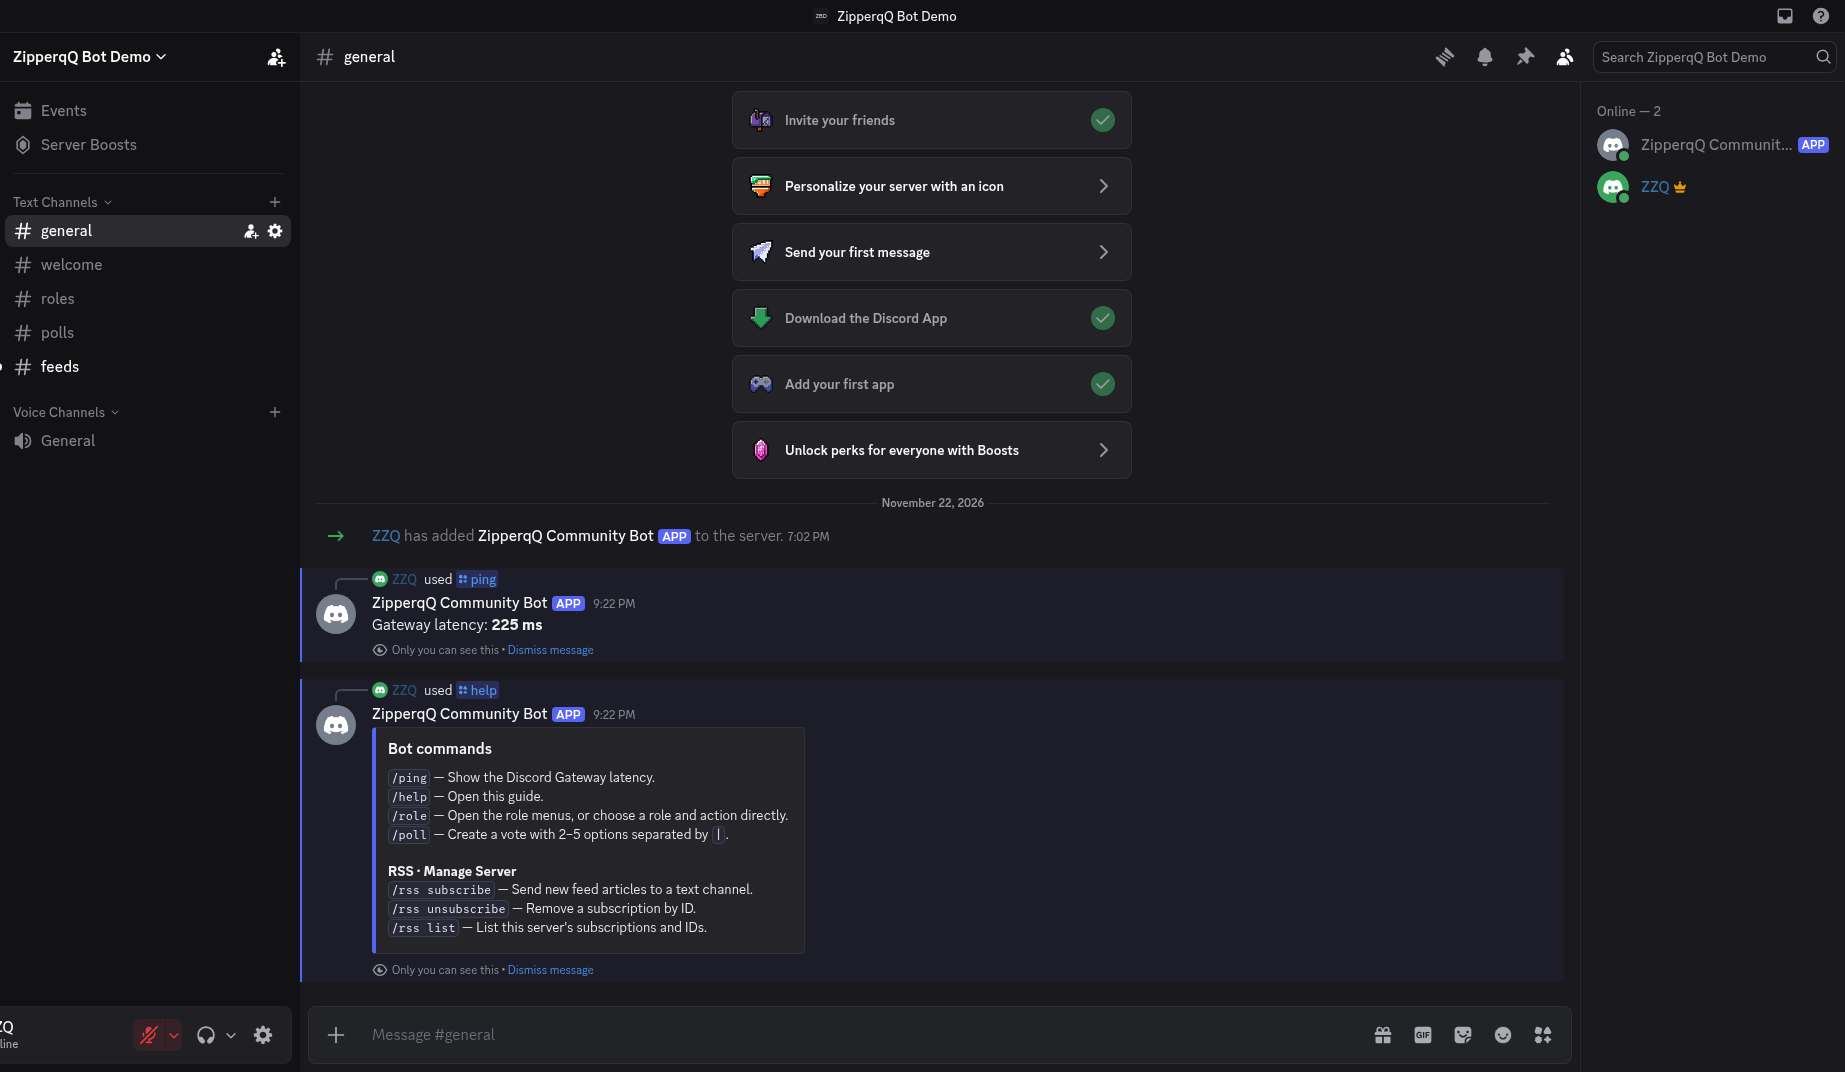 ZBD ZipperqQ Bot Demo
ZipperqQ Bot Demo
Events
Server Boosts
Text Channels
general
welcome
roles
polls
feeds
Voice Channels
General
ZQ
line
general
Search ZipperqQ Bot Demo
Invite your friends
Personalize your server with an icon
Send your first message
Download the Discord App
Add your first app
Unlock perks for everyone with Boosts
November 22, 2026
ZZQ has added ZipperqQ Community Bot APP to the server. 7:02 PM
ZZQ used ping
ZipperqQ Community Bot APP 9:22 PM
Gateway latency: 225 ms
Only you can see this • Dismiss message
ZZQ used help
ZipperqQ Community Bot APP 9:22 PM
Bot commands
/ping — Show the Discord Gateway latency.
/help — Open this guide.
/role — Open the role menus, or choose a role and action directly.
/poll — Create a vote with 2–5 options separated by |.
RSS · Manage Server
/rss subscribe — Send new feed articles to a text channel.
/rss unsubscribe — Remove a subscription by ID.
/rss list — List this server's subscriptions and IDs.
Only you can see this • Dismiss message
Message #general
GIF
Online — 2
ZipperqQ Communit... APP
ZZQ